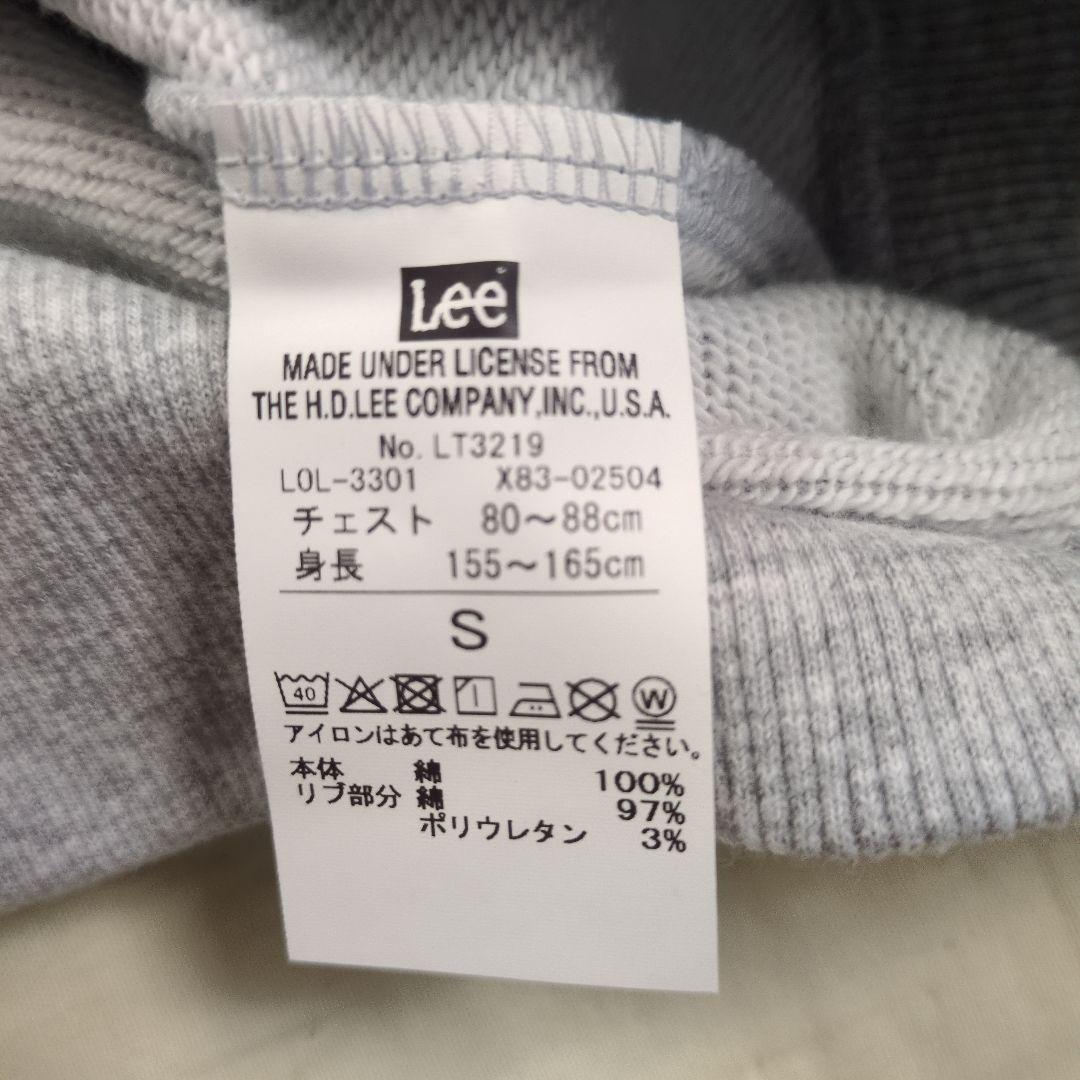 Lee
MADE UNDER LICENSE FROM
THE H.D.LEE COMPANY,INC.,U.S.A.
No. LT3219
LOL-3301 X83-02504
チェスト 80～88cm
身長 155～165cm
S
40 W
アイロンはあて布を使用してください。
本体 綿 100%
リブ部分 綿 97%
ポリウレタン 3%